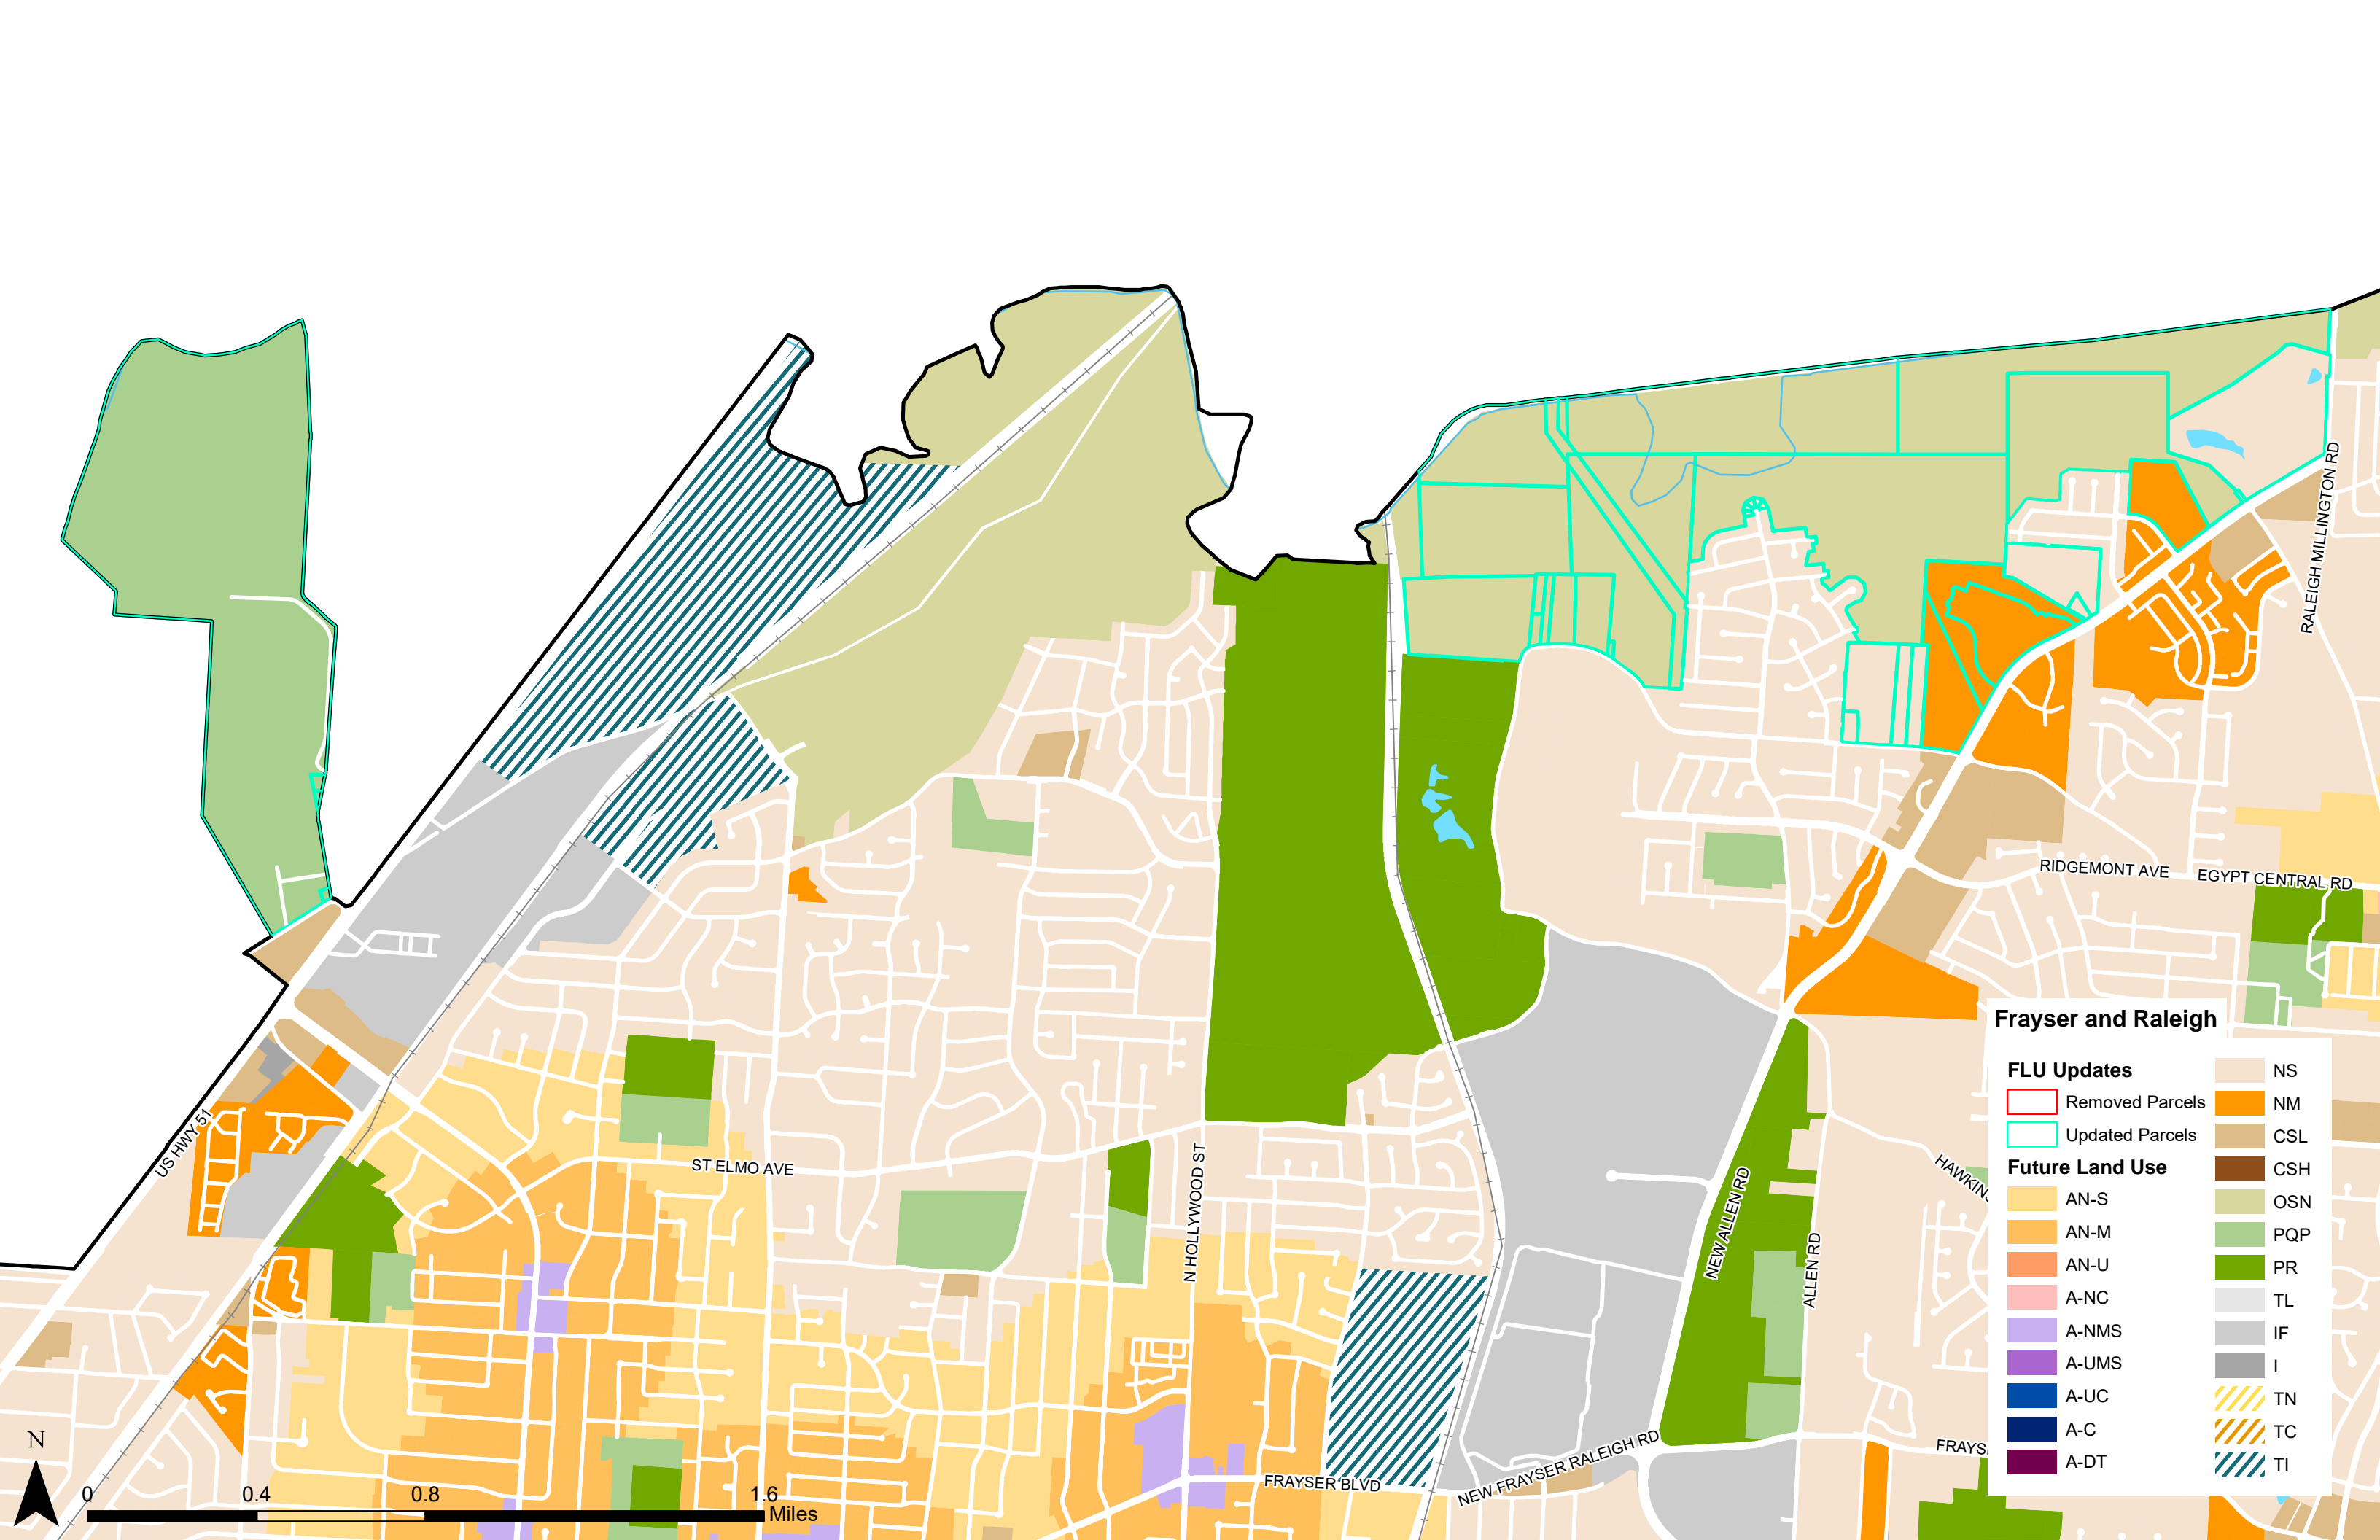 RALEIGH MILLINGTON RD
RIDGEMONT AVE
EGYPT CENTRAL RD
US HWY 51
ST ELMO AVE
N HOLLYWOOD ST
NEW ALLEN RD
ALLEN RD
HAWKIN
FRAYS
FRAYSER BLVD
NEW FRAYSER RALEIGH RD
N
0 0.4 0.8 1.6
Miles
Frayser and Raleigh
FLU Updates
Removed Parcels
Updated Parcels
Future Land Use
AN-S
AN-M
AN-U
A-NC
A-NMS
A-UMS
A-UC
A-C
A-DT
NS
NM
CSL
CSH
OSN
PQP
PR
TL
IF
I
TN
TC
TI